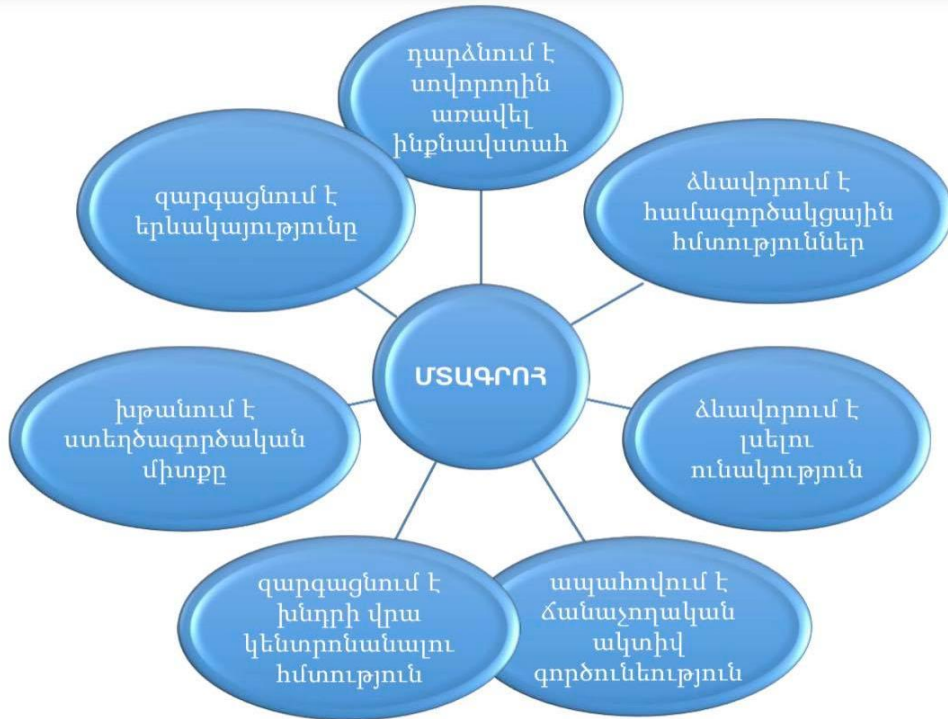 դարձնում է
սովորողին
առավել
ինքնավստահ
ձևավորում է
համագործակցային
հմտություններ
ձևավորում է
լսելու
ունակություն
ապահովում է
ճանաչողական
ակտիվ
գործունեություն
զարգացնում է
խնդրի վրա
կենտրոնանալու
հմտություն
խթանում է
ստեղծագործական
միտքը
զարգացնում է
երևակայությունը
ՄՏԱԳՐՈՀ